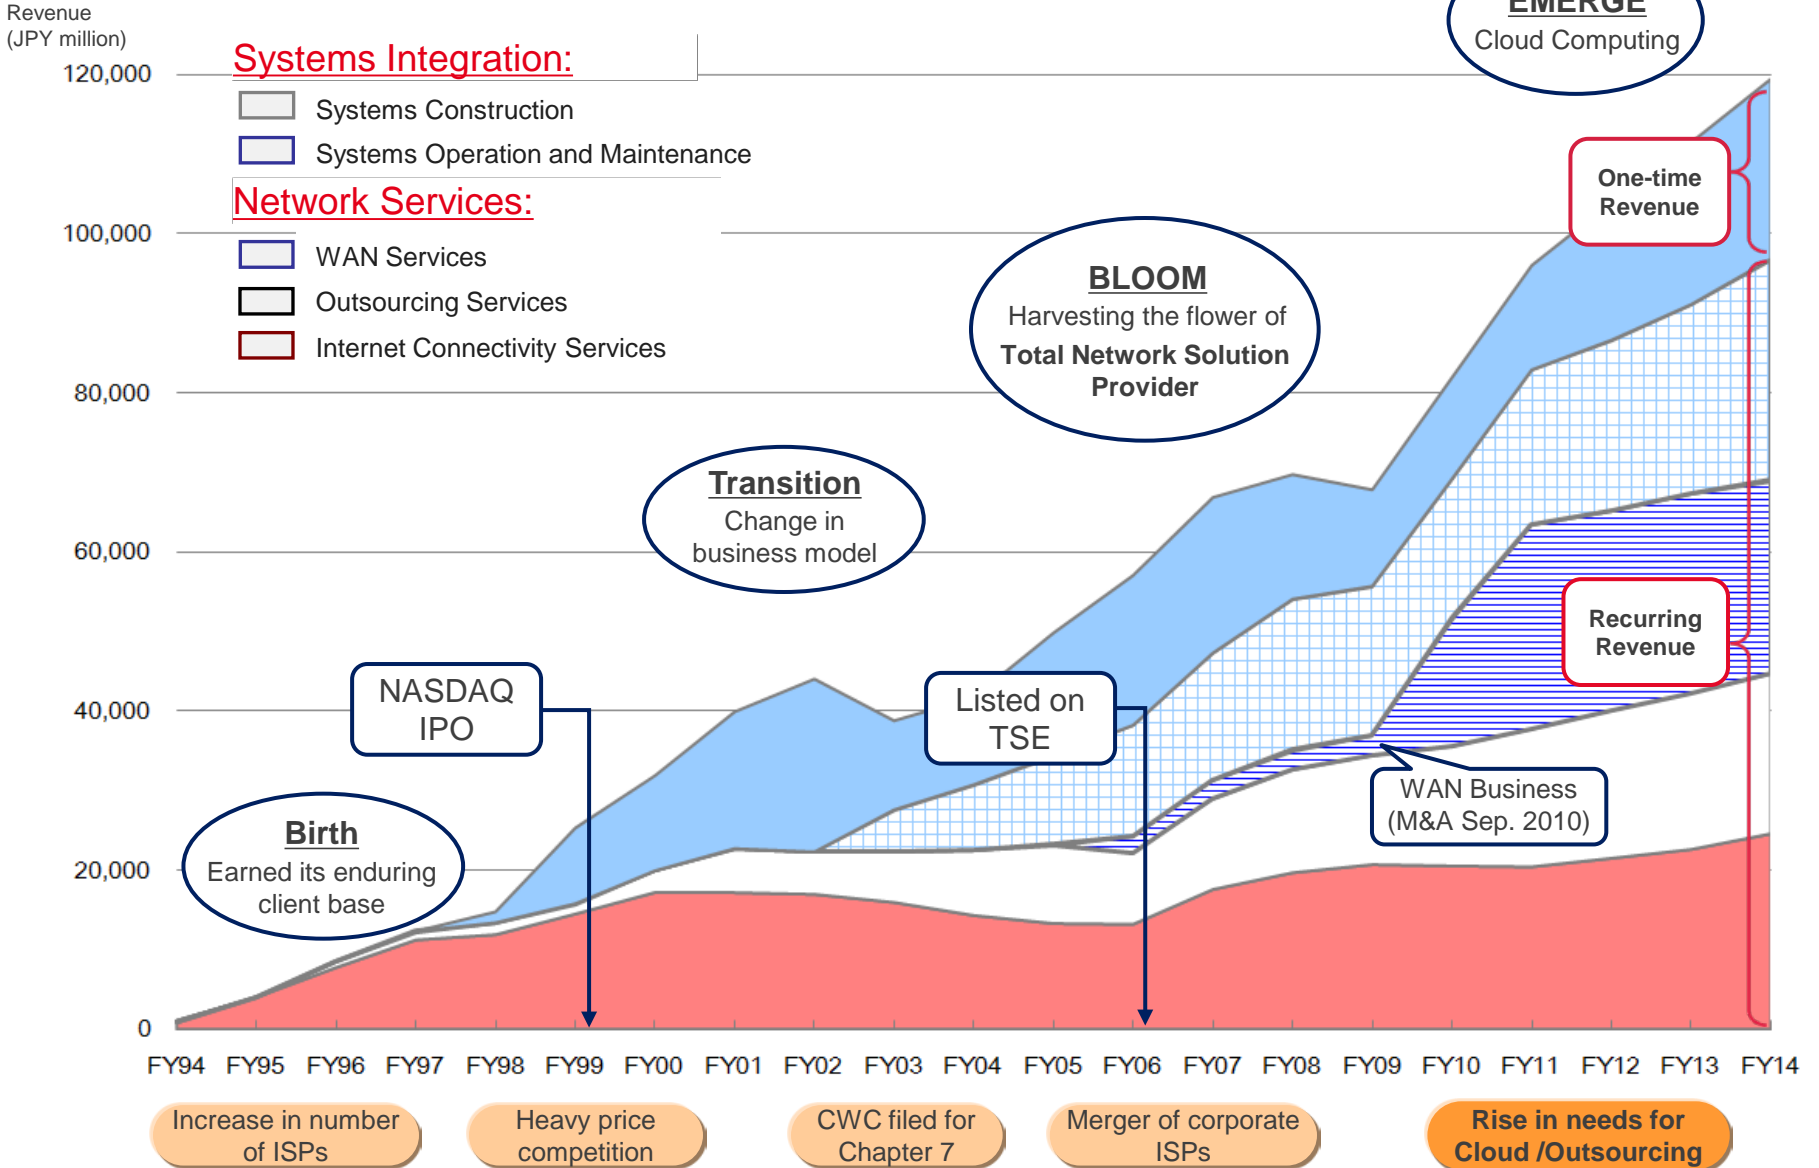 Revenue
(JPY million)
EMERGE
Cloud Computing
Systems Integration:
Systems Construction
Systems Operation and Maintenance
Network Services:
WAN Services
Outsourcing Services
Internet Connectivity Services
120,000
100,000
80,000
60,000
40,000
20,000
0
One-time
Revenue
BLOOM
Harvesting the flower of
Total Network Solution
Provider
Transition
Change in
business model
Recurring
Revenue
NASDAQ
IPO
Listed on
TSE
WAN Business
(M&A Sep. 2010)
Birth
Earned its enduring
client base
FY94 FY95 FY96 FY97 FY98 FY99 FY00 FY01 FY02 FY03 FY04 FY05 FY06 FY07 FY08 FY09 FY10 FY11 FY12 FY13 FY14
Increase in number
of ISPs
Heavy price
competition
CWC filed for
Chapter 7
Merger of corporate
ISPs
Rise in needs for
Cloud /Outsourcing